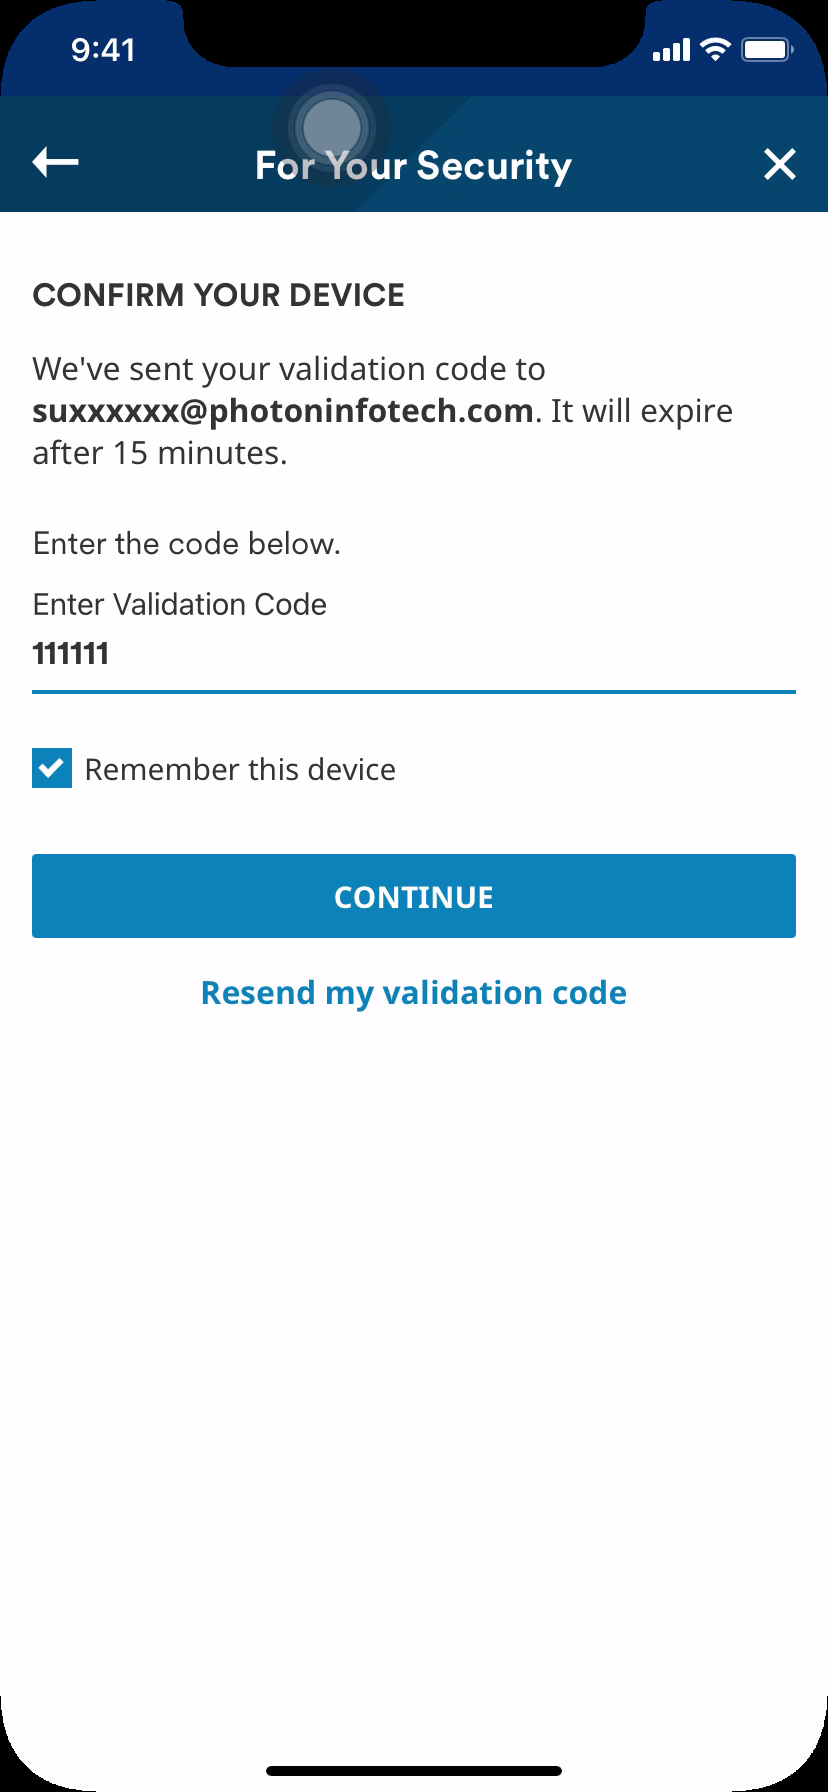 9:41
For Your Security
CONFIRM YOUR DEVICE
We've sent your validation code to
suxxxxxx@photoninfotech.com. It will expire
after 15 minutes.
Enter the code below.
Enter Validation Code
111111
Remember this device
CONTINUE
Resend my validation code